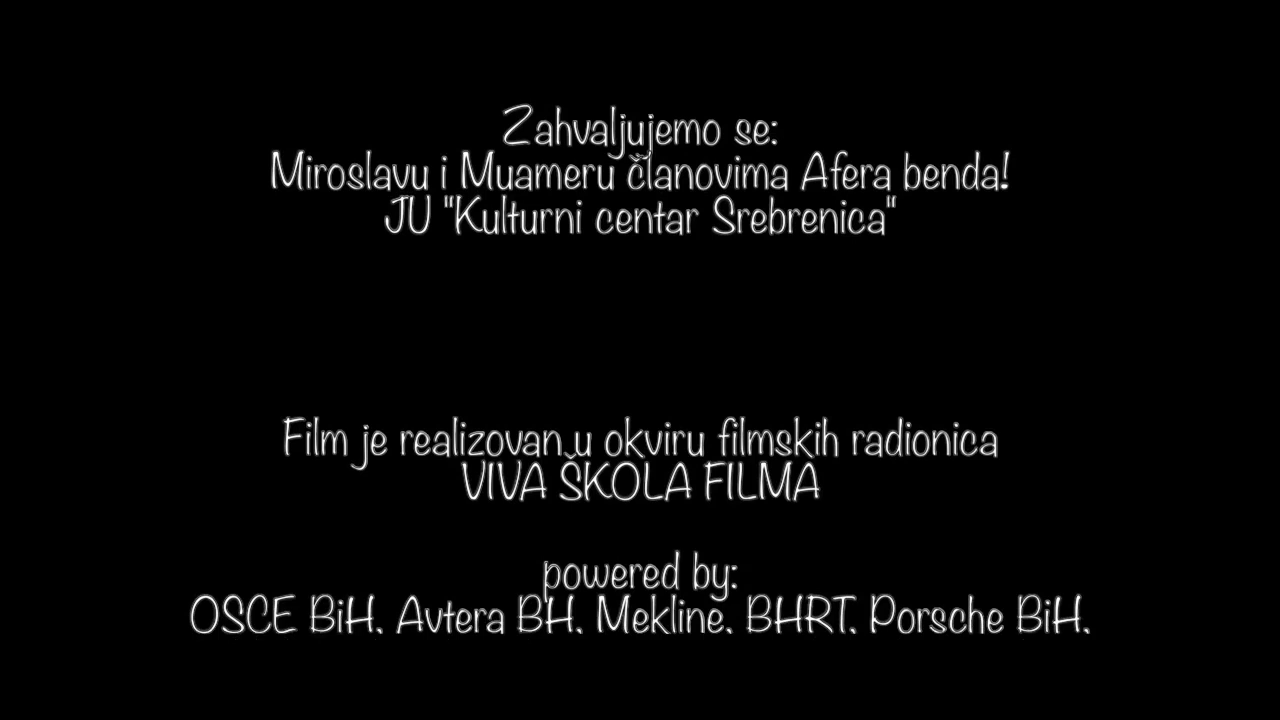 Zahvaljujemo se:
Miroslavu i Muameru članovima Afera benda!
JU "Kulturni centar Srebrenica"
Film je realizovan u okviru filmskih radionica
VIVA ŠKOLA FILMA
powered by:
OSCE BiH, Avtera BH, Mekline, BHRT, Porsche BiH,